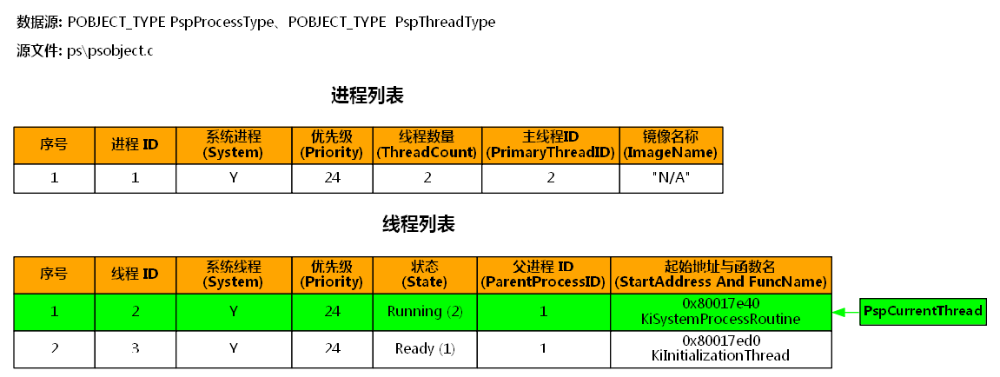 数据源: POBJECT_TYPE PspProcessType、POBJECT_TYPE PspThreadType
源文件: ps\psobject.c
进程列表
序号 进程 ID 系统进程 (System) 优先级 (Priority) 线程数量 (ThreadCount) 主线程ID (PrimaryThreadID) 镜像名称 (ImageName)
1 1 Y 24 2 2 "N/A"
线程列表
序号 线程 ID 系统线程 (System) 优先级 (Priority) 状态 (State) 父进程 ID (ParentProcessID) 起始地址与函数名 (StartAddress And FuncName)
1 2 Y 24 Running (2) 1 0x80017e40 KiSystemProcessRoutine PspCurrentThread
2 3 Y 24 Ready (1) 1 0x80017ed0 KiInitializationThread